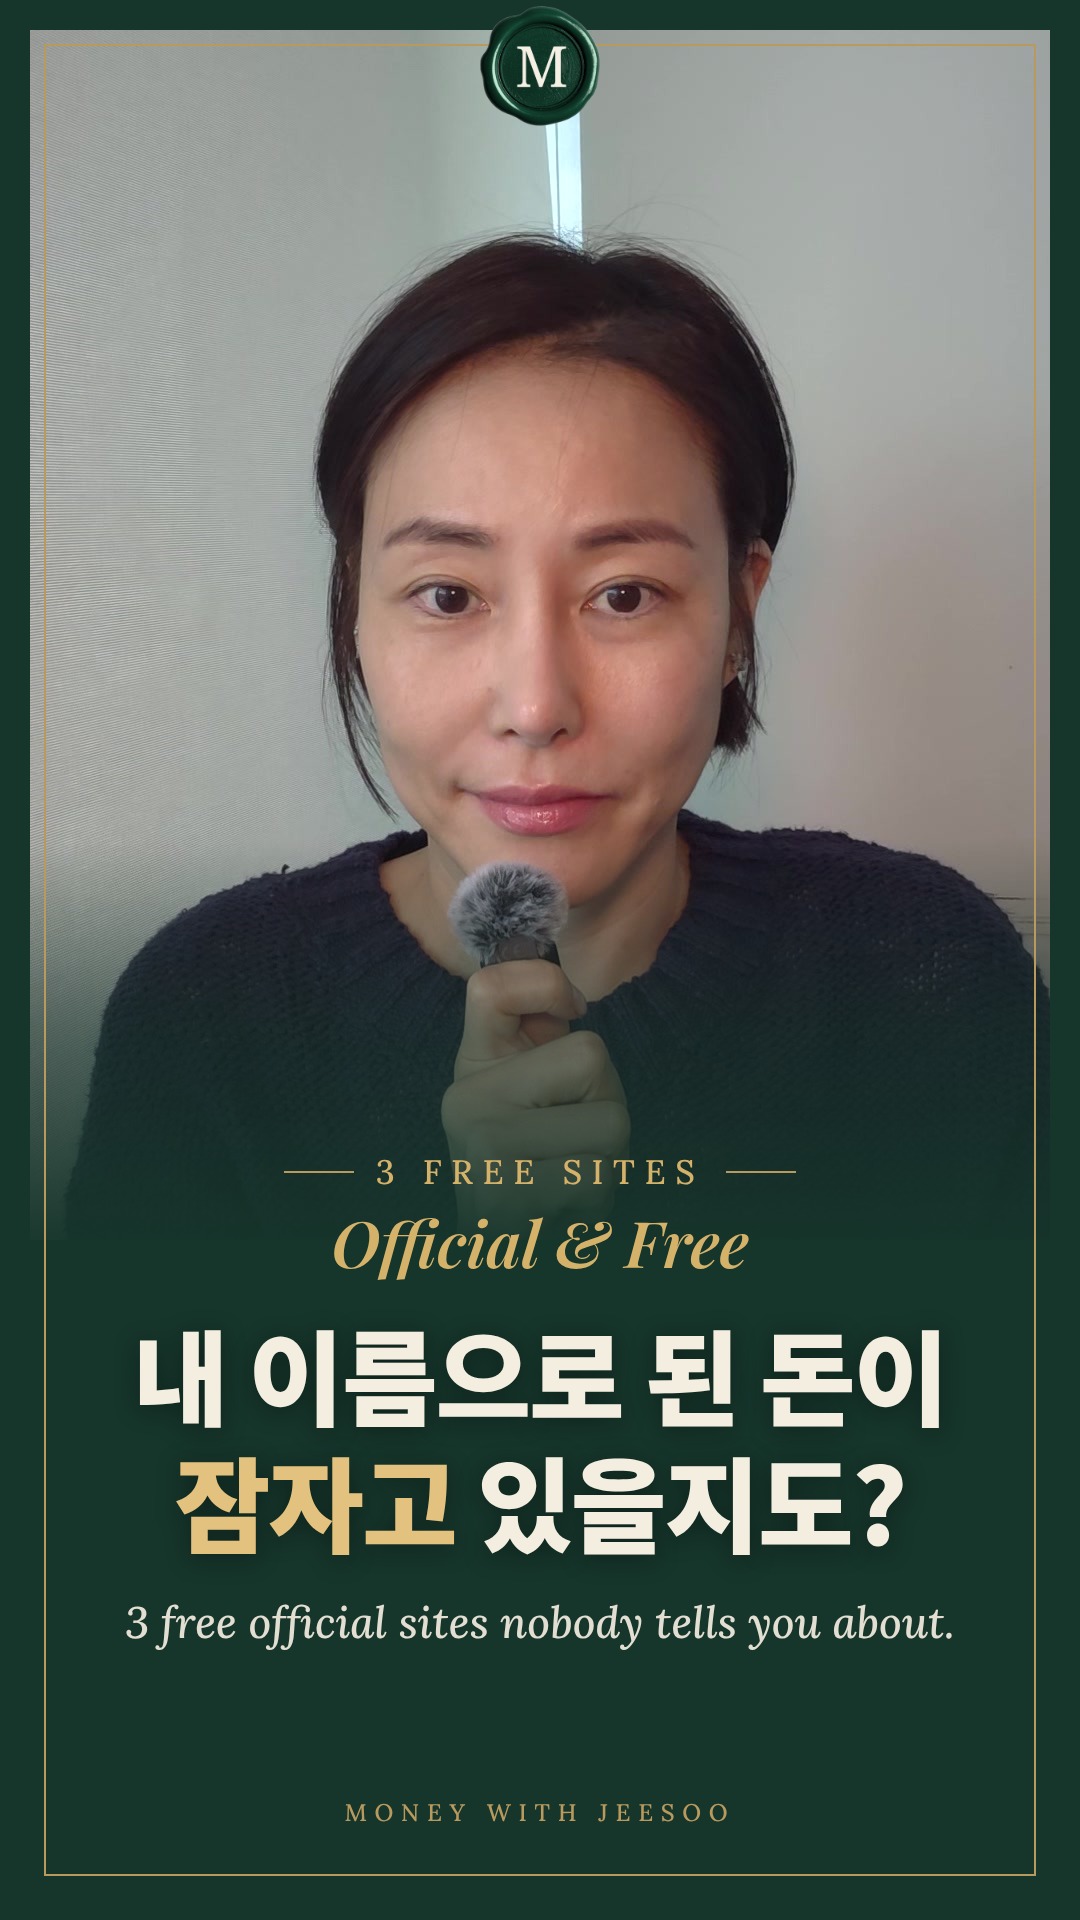 M
3 FREE SITES
Official & Free
내 이름으로 된 돈이
잠자고 있을지도?
3 free official sites nobody tells you about.
MONEY WITH JEESOO